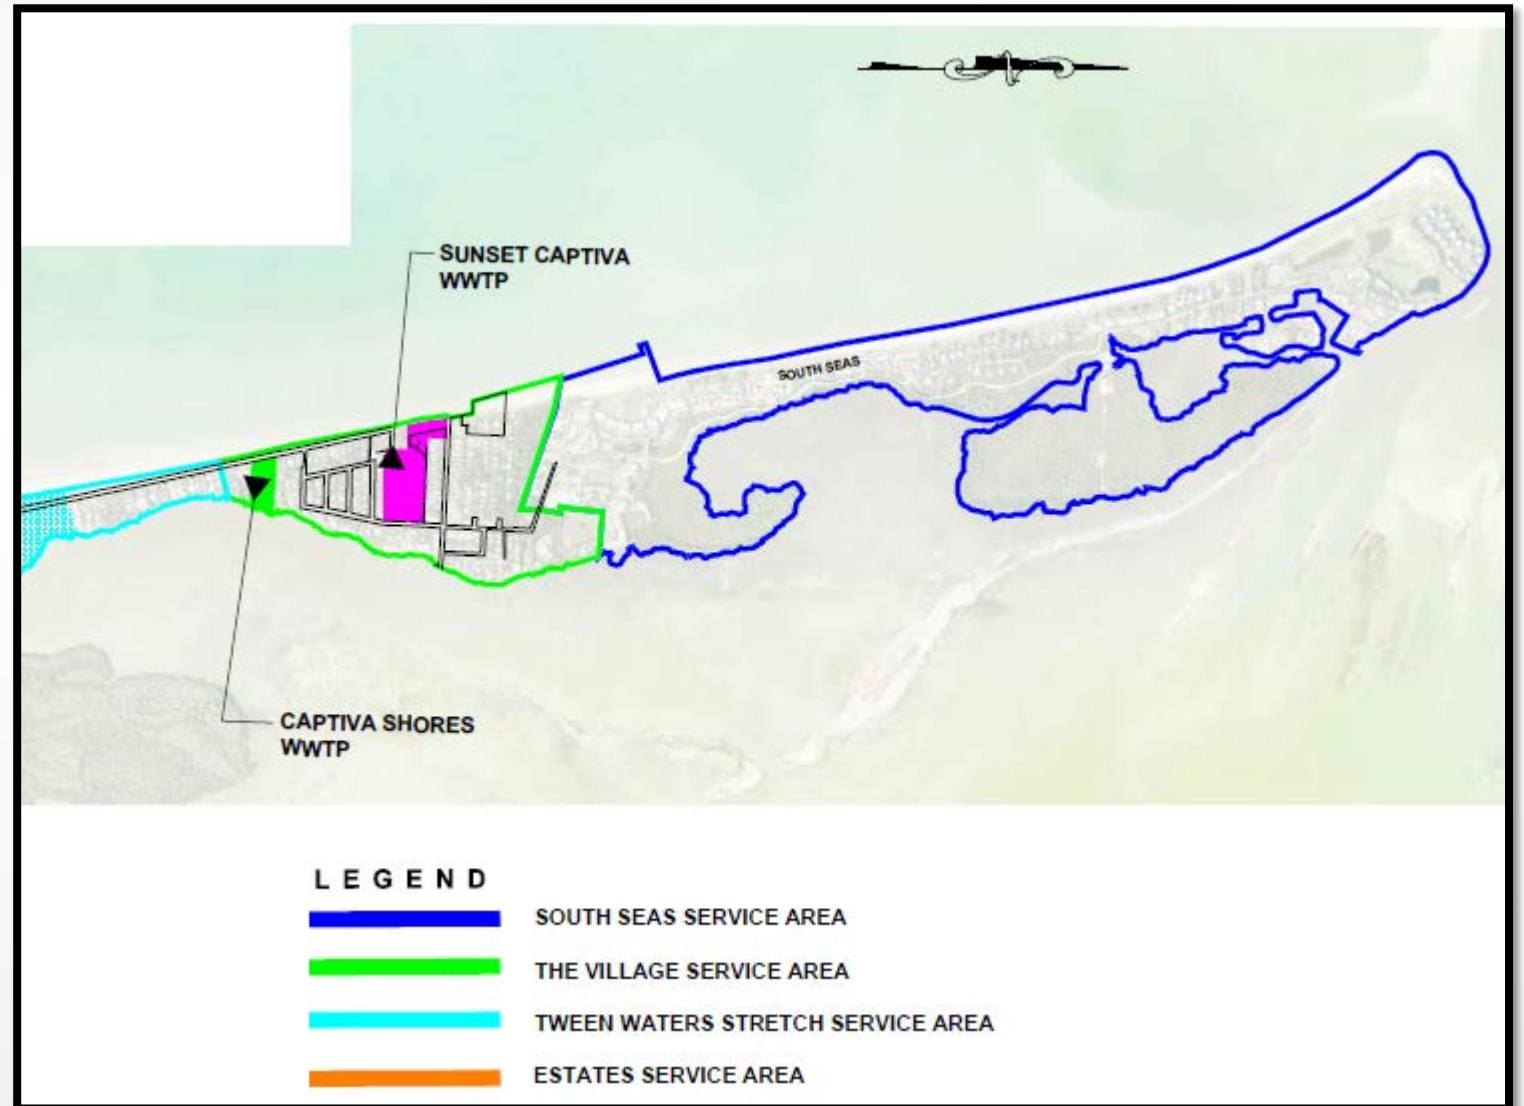 SUNSET CAPTIVA
WWTP
SOUTH SEAS
CAPTIVA SHORES
WWTP
LEGEND
SOUTH SEAS SERVICE AREA
THE VILLAGE SERVICE AREA
TWEEN WATERS STRETCH SERVICE AREA
ESTATES SERVICE AREA